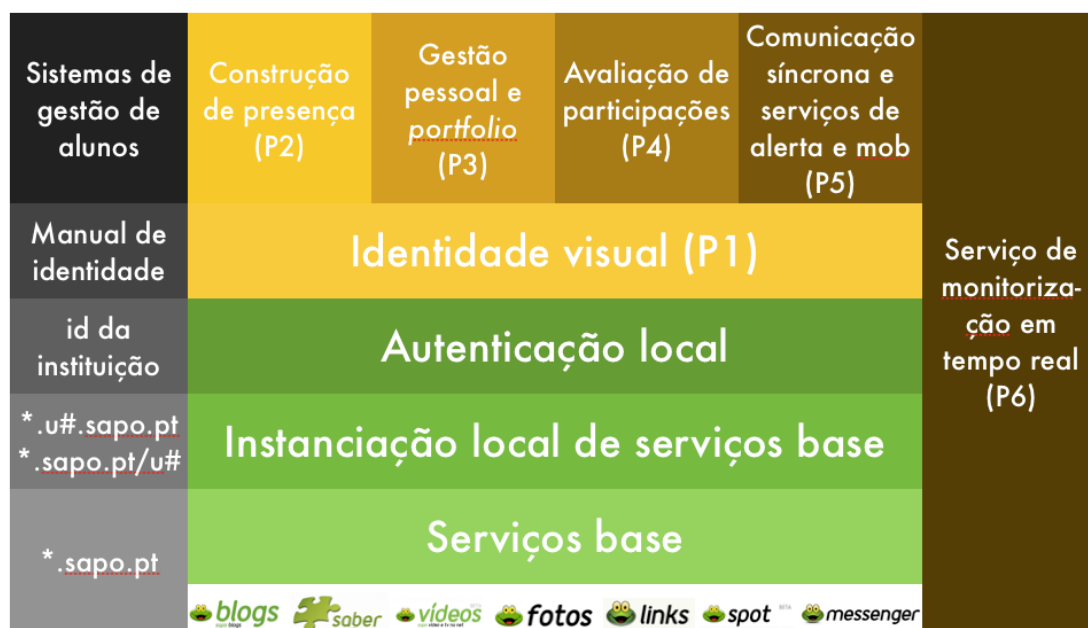 Sistemas de
gestão de
alunos
Construção
de presença
(P2)
Gestão
pessoal e
portfolio
(P3)
Avaliação de
participações
(P4)
Comunicação
síncrona e
serviços de
alerta e mob
(P5)
Manual de
identidade
Identidade visual (P1)
Serviço de
monitoriza-
ção em
tempo real
(P6)
id da
instituição
Autenticação local
*.u#.sapo.pt
*.sapo.pt/u#
Instanciação local de serviços base
*.sapo.pt
Serviços base
blogs
saber
vídeos
fotos
links
spot
BETA
messenger